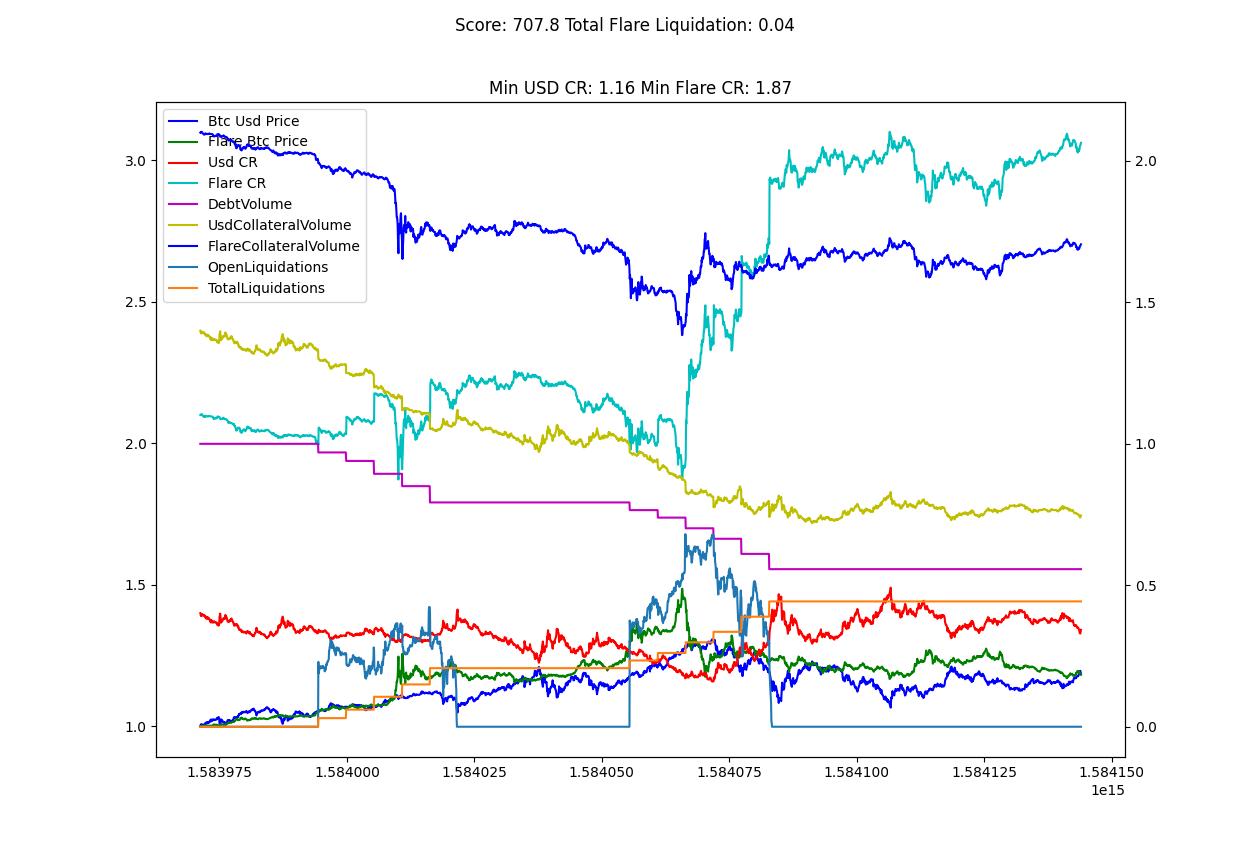 Score: 707.8 Total Flare Liquidation: 0.04
Min USD CR: 1.16 Min Flare CR: 1.87
Btc Usd Price
Flare Btc Price
Usd CR
Flare CR
DebtVolume
UsdCollateralVolume
FlareCollateralVolume
OpenLiquidations
TotalLiquidations
3.0
2.5
2.0
1.5
1.0
2.0
1.5
1.0
0.5
0.0
1.583975 1.584000 1.584025 1.584050 1.584075 1.584100 1.584125 1.584150
1e15